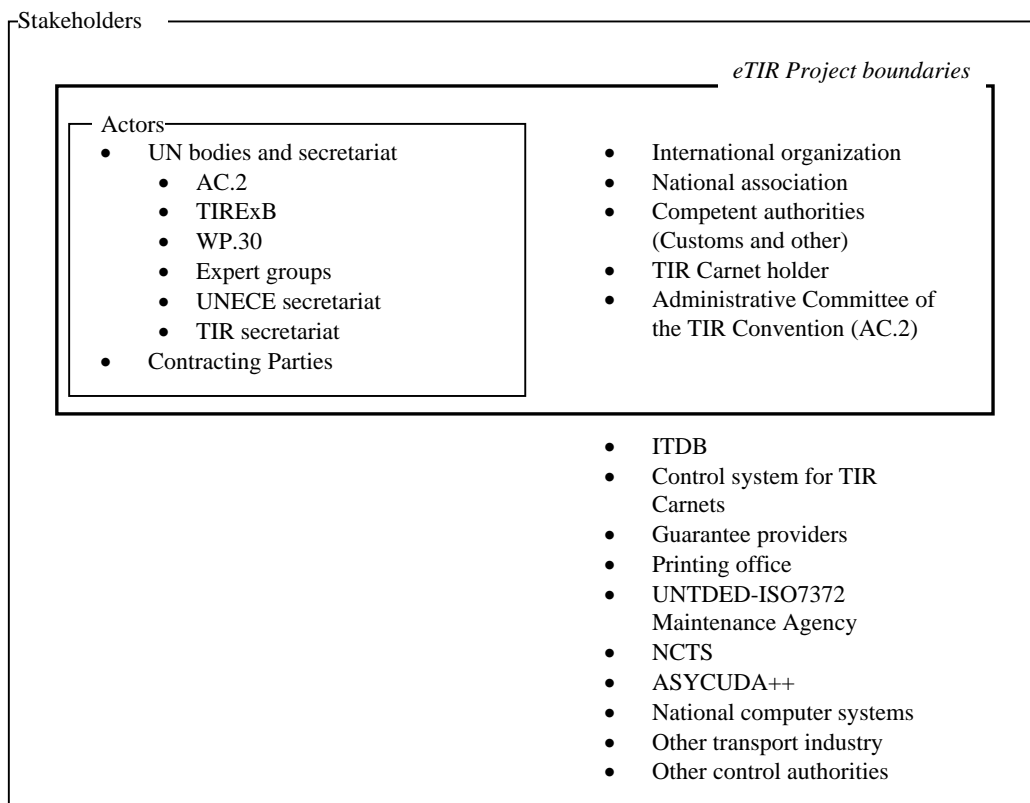 Stakeholders
eTIR Project boundaries
Actors
• UN bodies and secretariat
• AC.2
• TIRExB
• WP.30
• Expert groups
• UNECE secretariat
• TIR secretariat
• Contracting Parties
• International organization
• National association
• Competent authorities
(Customs and other)
• TIR Carnet holder
• Administrative Committee of
the TIR Convention (AC.2)
• ITDB
• Control system for TIR
Carnets
• Guarantee providers
• Printing office
• UNTDED-ISO7372
Maintenance Agency
• NCTS
• ASYCUDA++
• National computer systems
• Other transport industry
• Other control authorities